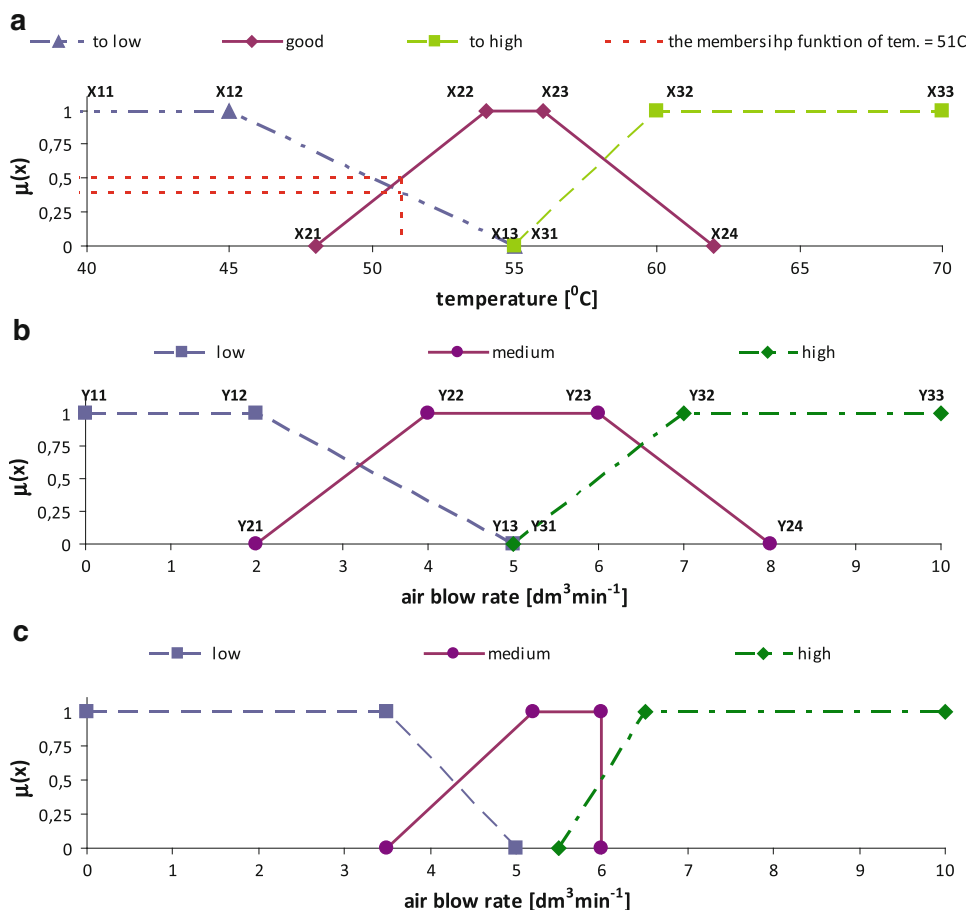 a
to low good to high the membersihp funktion of tem. = 51C
X11 X12 X22 X23 X32 X33
1
0,75
0,5
0,25
0
μ(x)
X21 X13 X31 X24
40 45 50 55 60 65 70
temperature [⁰C]
b
low medium high
Y11 Y12 Y22 Y23 Y32 Y33
1
0,75
0,5
0,25
0
μ(x)
Y21 Y13 Y31 Y24
0 1 2 3 4 5 6 7 8 9 10
air blow rate [dm³min⁻¹]
c
low medium high
1
0,75
0,5
0,25
0
μ(x)
0 1 2 3 4 5 6 7 8 9 10
air blow rate [dm³min⁻¹]